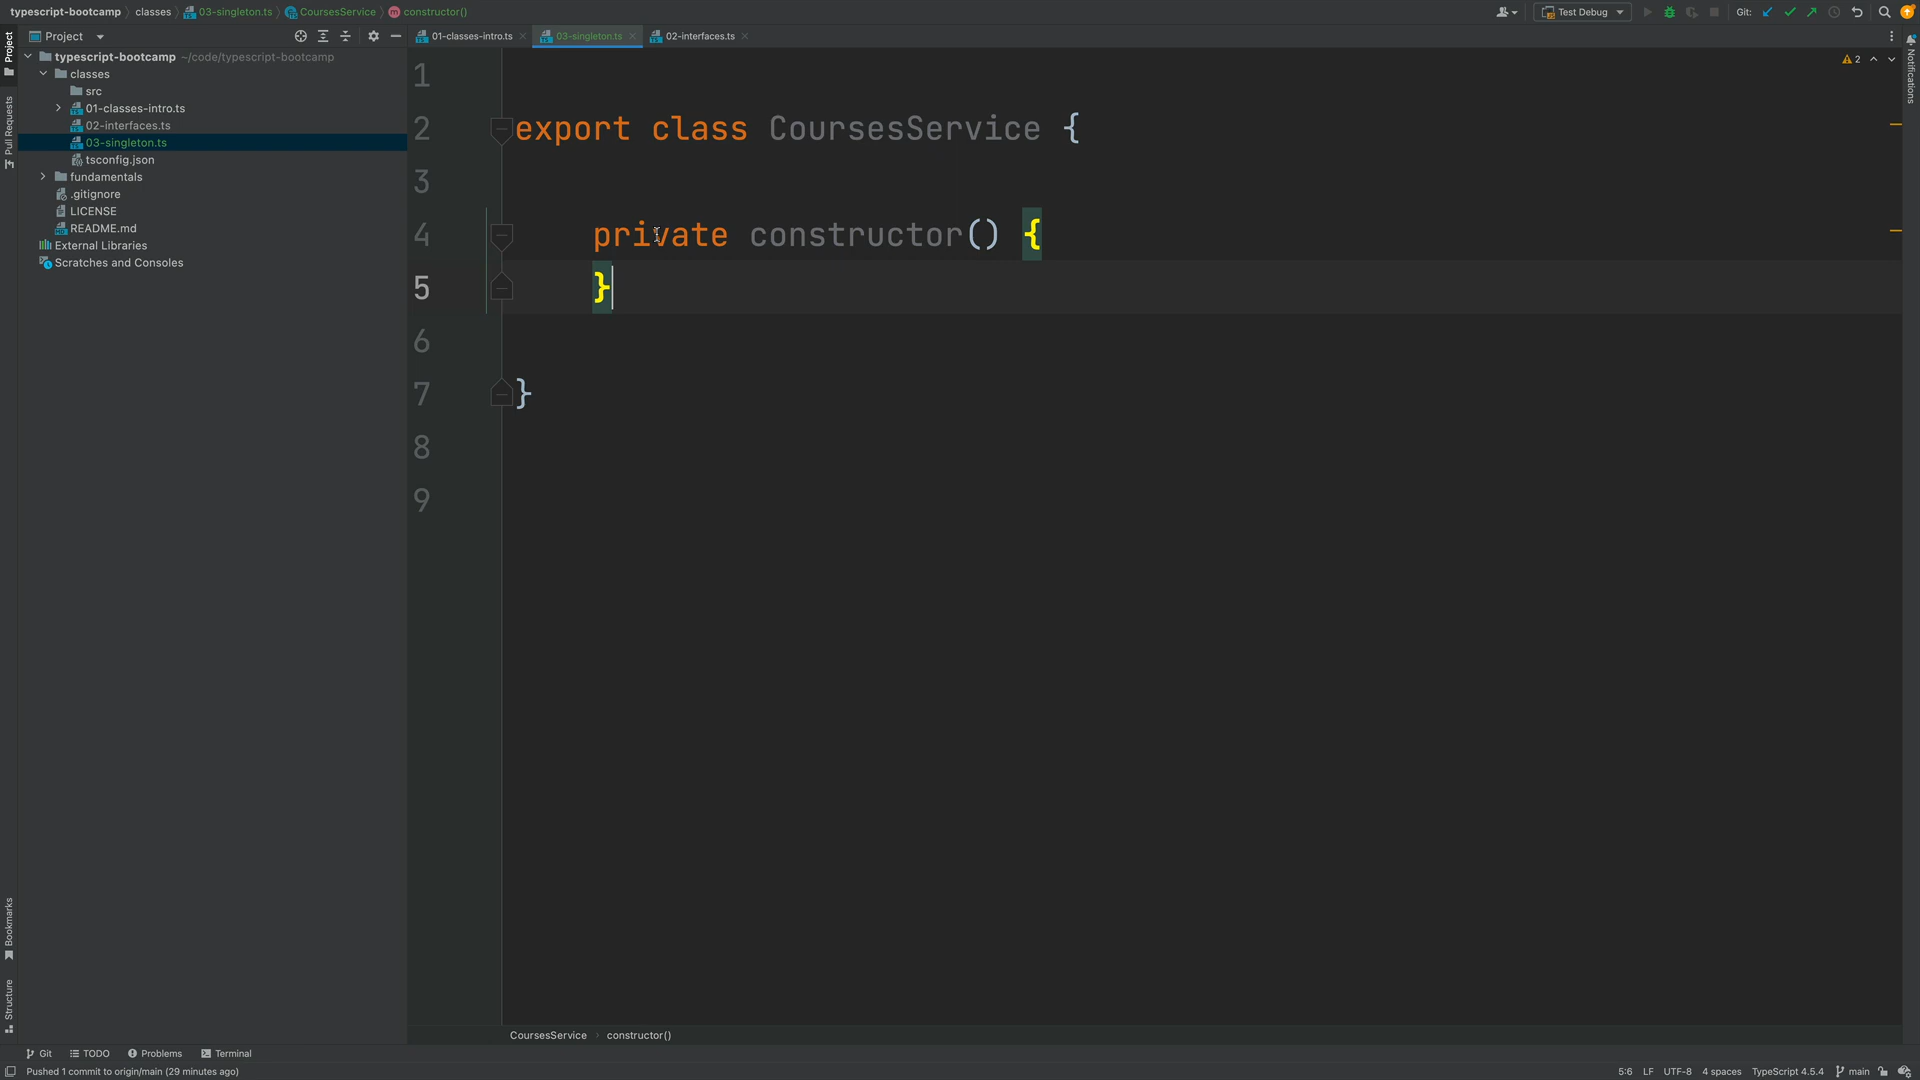 typescript-bootcamp classes 03-singleton.ts CoursesService constructor()
Test Debug
Git:
Project
01-classes-intro.ts
03-singleton.ts
02-interfaces.ts
typescript-bootcamp ~/code/typescript-bootcamp
classes
src
01-classes-intro.ts
02-interfaces.ts
03-singleton.ts
tsconfig.json
fundamentals
.gitignore
LICENSE
README.md
External Libraries
Scratches and Consoles
Project
Pull Requests
Bookmarks
Structure
Notifications
2
1
2 export class CoursesService {
3
4 private constructor() {
5 }
6
7 }
8
9
CoursesService constructor()
Git TODO Problems Terminal
Pushed 1 commit to origin/main (29 minutes ago)
5:6 LF UTF-8 4 spaces TypeScript 4.5.4 main